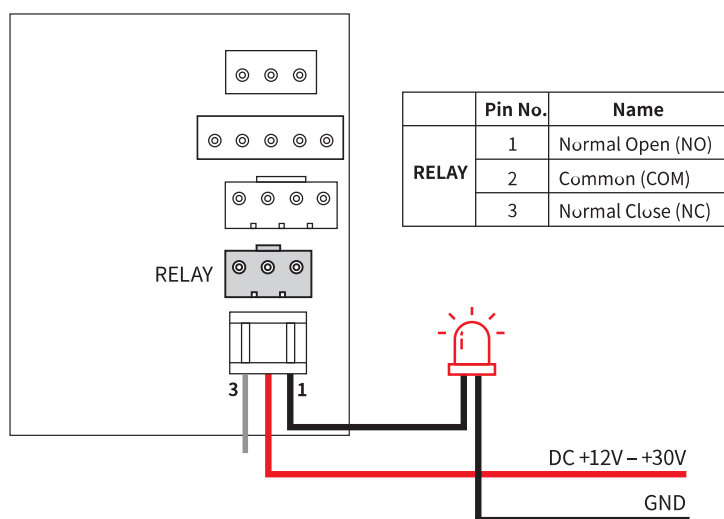 Pin No. Name
RELAY
1 Normal Open (NO)
2 Common (COM)
3 Normal Close (NC)
RELAY
3 1
DC +12V – +30V
GND